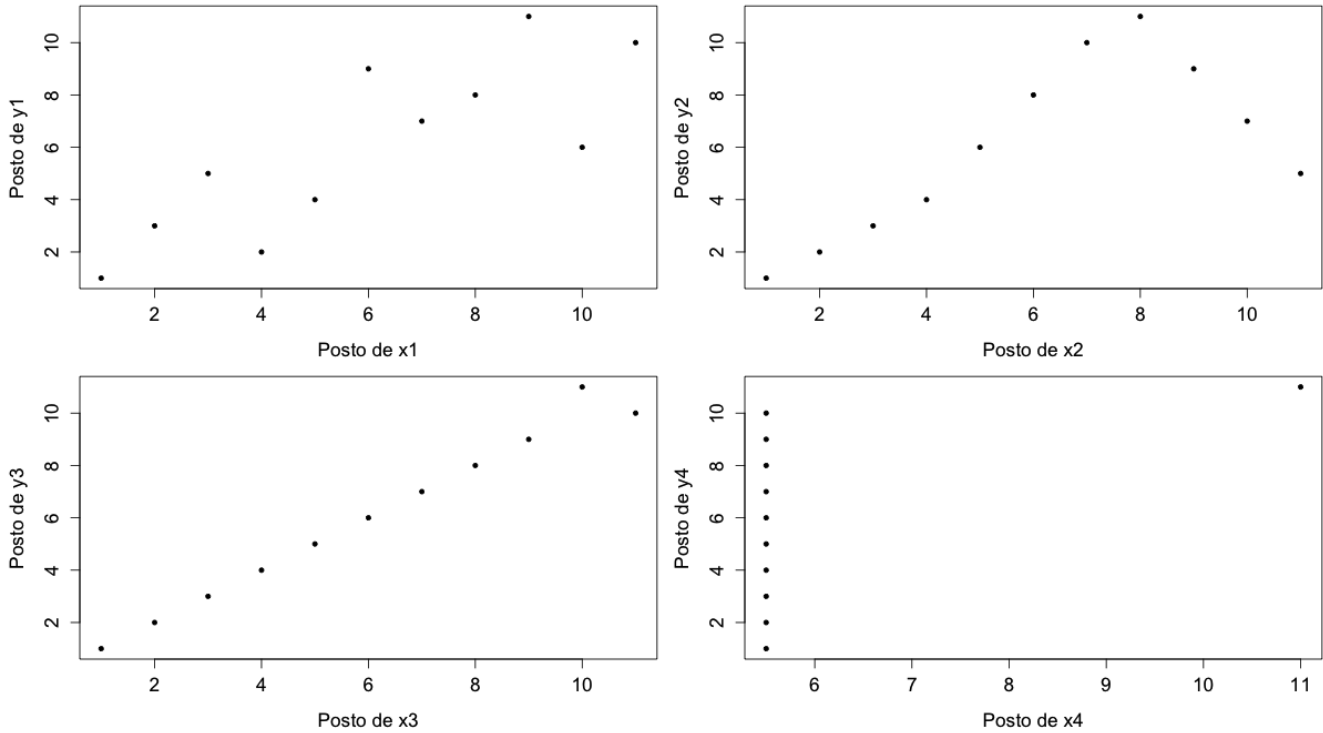 Posto de y1
2 4 6 8 10
2 4 6 8 10
Posto de x1
Posto de y2
2 4 6 8 10
2 4 6 8 10
Posto de x2
Posto de y3
2 4 6 8 10
2 4 6 8 10
Posto de x3
Posto de y4
2 4 6 8 10
6 7 8 9 10 11
Posto de x4